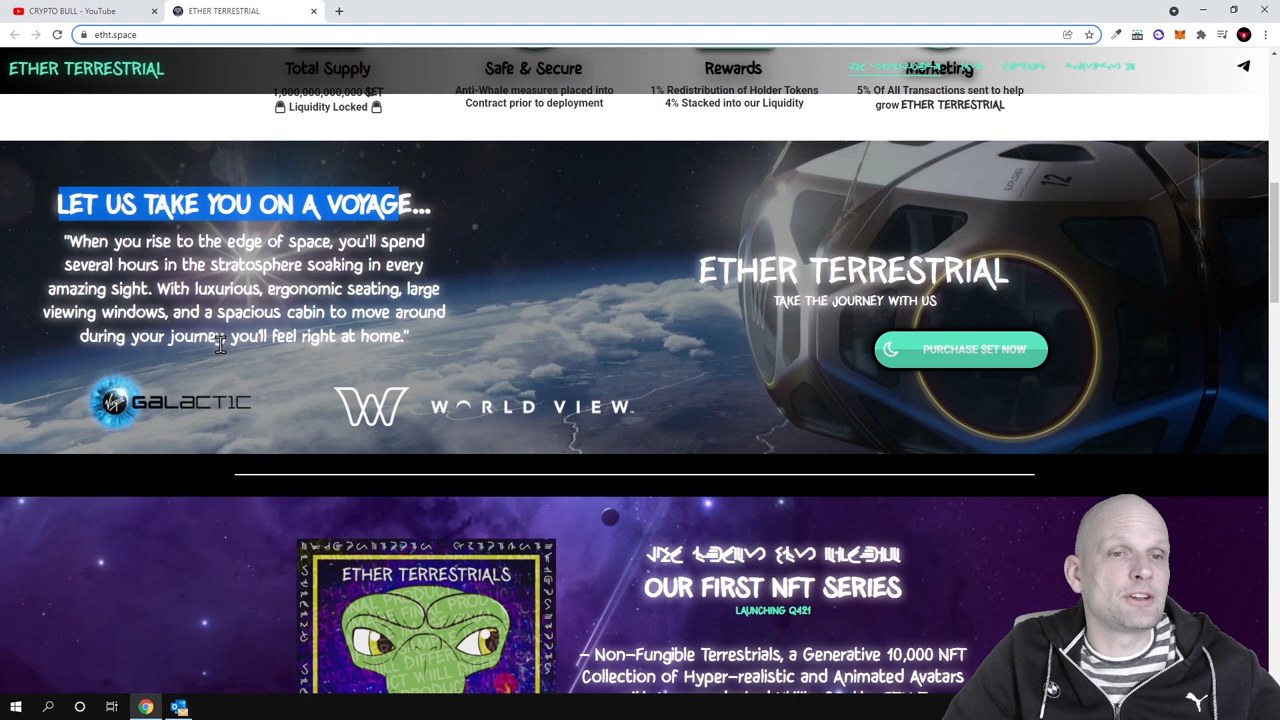 CRYPTO BULL - YouTube
ETHER TERRESTRIAL
etht.space
ETHER TERRESTRIAL
Total Supply
Safe & Secure
Rewards
Marketing
1,000,000,000,000 $ET
Liquidity Locked
Anti-Whale measures placed into
Contract prior to deployment
1% Redistribution of Holder Tokens
4% Stacked into our Liquidity
5% Of All Transactions sent to help
grow ETHER TERRESTRIAL
LET US TAKE YOU ON A VOYAGE...
"When you rise to the edge of space, you'll spend
several hours in the stratosphere soaking in every
amazing sight. With luxurious, ergonomic seating, large
viewing windows, and a spacious cabin to move around
during your journey you'll feel right at home."
Virgin GALACTIC
WORLD VIEW
EXPLORER 12
ETHER TERRESTRIAL
TAKE THE JOURNEY WITH US
PURCHASE $ET NOW
ETHER TERRESTRIALS
OUR FIRST NFT SERIES
LAUNCHING Q421
— Non-Fungible Terrestrials, a Generative 10,000 NFT
Collection of Hyper-realistic and Animated Avatars